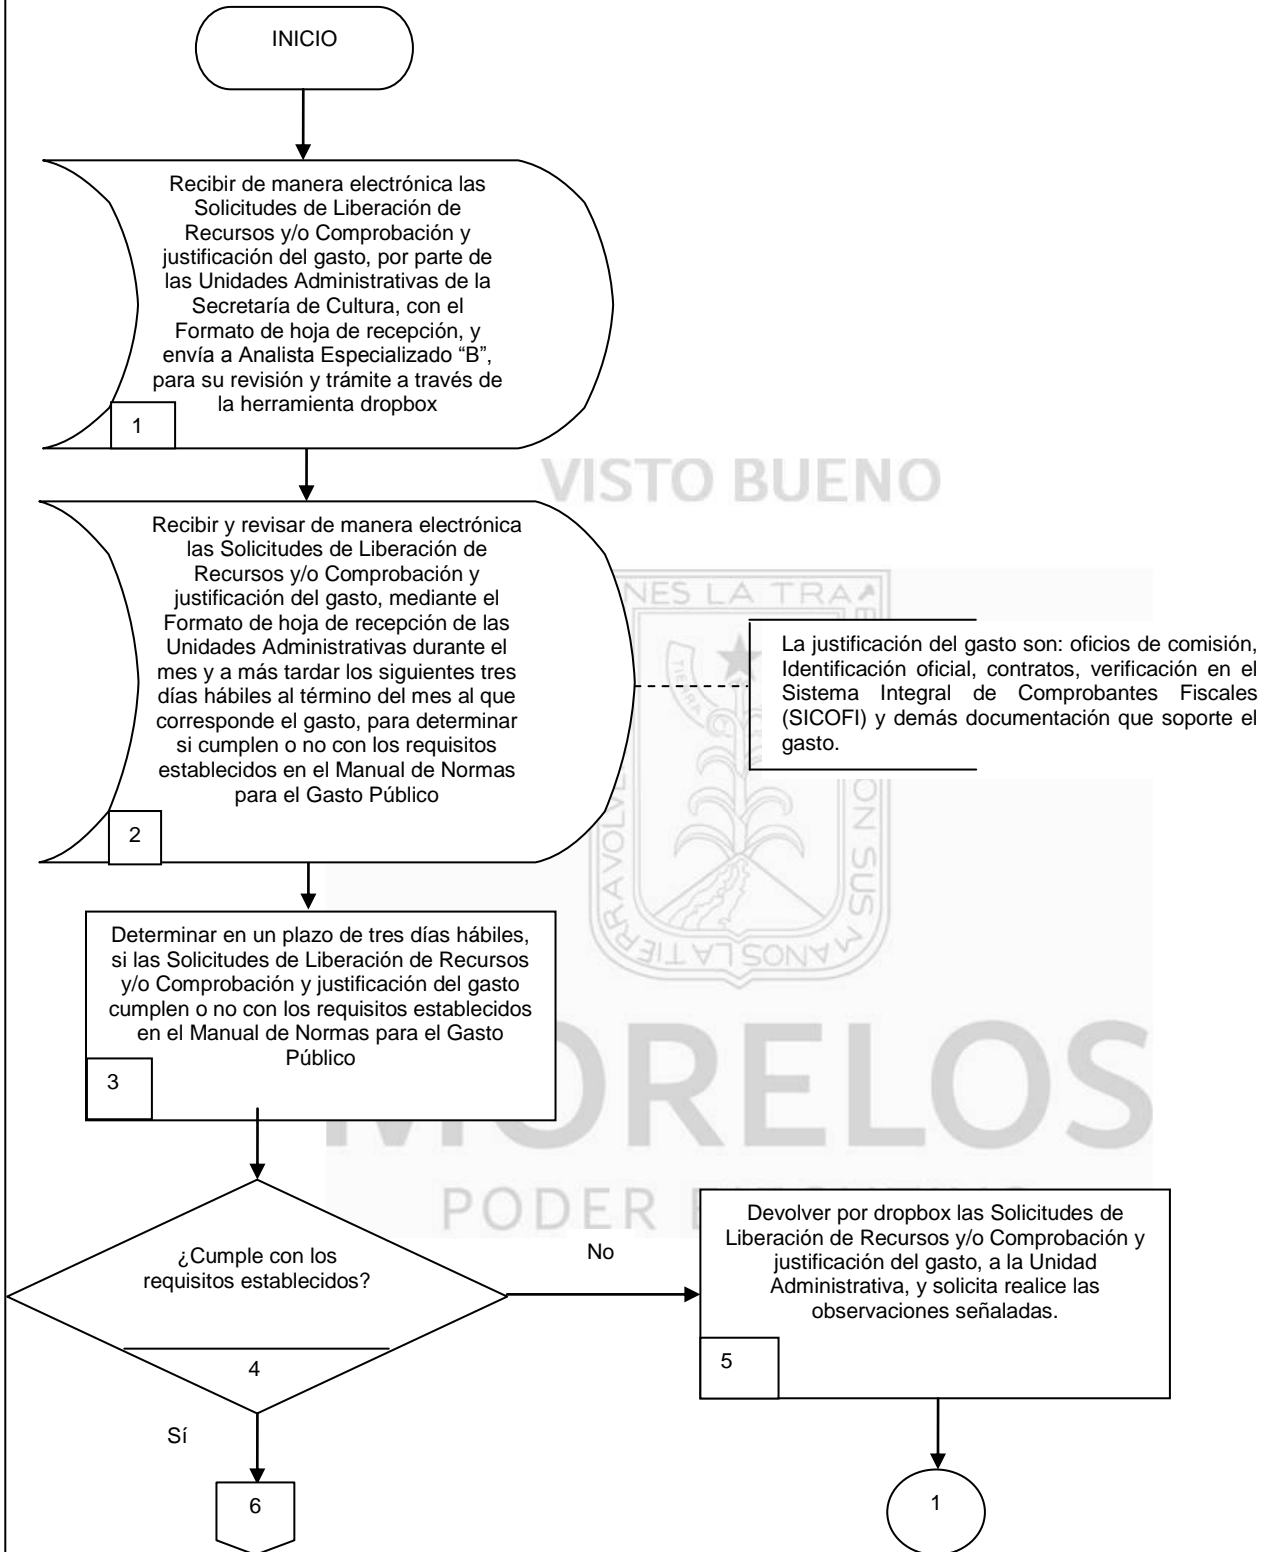 INICIO
Recibir de manera electrónica las
Solicitudes de Liberación de
Recursos y/o Comprobación y
justificación del gasto, por parte de
las Unidades Administrativas de la
Secretaría de Cultura, con el
Formato de hoja de recepción, y
envía a Analista Especializado “B”,
para su revisión y trámite a través de
la herramienta dropbox
1
VISTO BUENO
Recibir y revisar de manera electrónica
las Solicitudes de Liberación de
Recursos y/o Comprobación y
justificación del gasto, mediante el
Formato de hoja de recepción de las
Unidades Administrativas durante el
mes y a más tardar los siguientes tres
días hábiles al término del mes al que
corresponde el gasto, para determinar
si cumplen o no con los requisitos
establecidos en el Manual de Normas
para el Gasto Público
2
La justificación del gasto son: oficios de comisión,
Identificación oficial, contratos, verificación en el
Sistema Integral de Comprobantes Fiscales
(SICOFI) y demás documentación que soporte el
gasto.
NES LA TRA
TIERRA
VOLVE
ON SUS
MANOS LA TIERRA
Determinar en un plazo de tres días hábiles,
si las Solicitudes de Liberación de Recursos
y/o Comprobación y justificación del gasto
cumplen o no con los requisitos establecidos
en el Manual de Normas para el Gasto
Público
3
MORELOS
PODER
¿Cumple con los
requisitos establecidos?
4
No
Devolver por dropbox las Solicitudes de
Liberación de Recursos y/o Comprobación y
justificación del gasto, a la Unidad
Administrativa, y solicita realice las
observaciones señaladas.
5
Sí
6
1